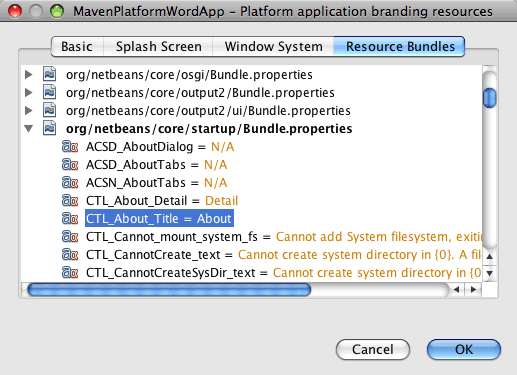 MavenPlatformWordApp – Platform application branding resources
Basic Splash Screen Window System Resource Bundles
org/netbeans/core/osgi/Bundle.properties
org/netbeans/core/output2/Bundle.properties
org/netbeans/core/output2/ui/Bundle.properties
org/netbeans/core/startup/Bundle.properties
ACSD_AboutDialog = N/A
ACSD_AboutTabs = N/A
ACSN_AboutTabs = N/A
CTL_About_Detail = Detail
CTL_About_Title = About
CTL_Cannot_mount_system_fs = Cannot add System filesystem, exitin
CTL_CannotCreate_text = Cannot create system directory in {0}. A fil
CTL_CannotCreateSysDir_text = Cannot create system directory in {0
Cancel OK